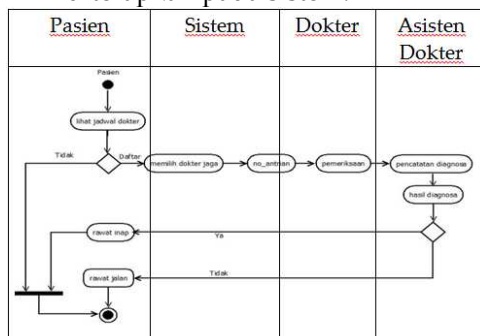 Pasien Sistem Dokter Asisten
Dokter
Pasien
lihat jadwal dokter
Tidak Daftar memilih dokter jaga no_antrian pemeriksaan pencatatan diagnosa
hasil diagnosa
rawat inap Ya
rawat jalan Tidak